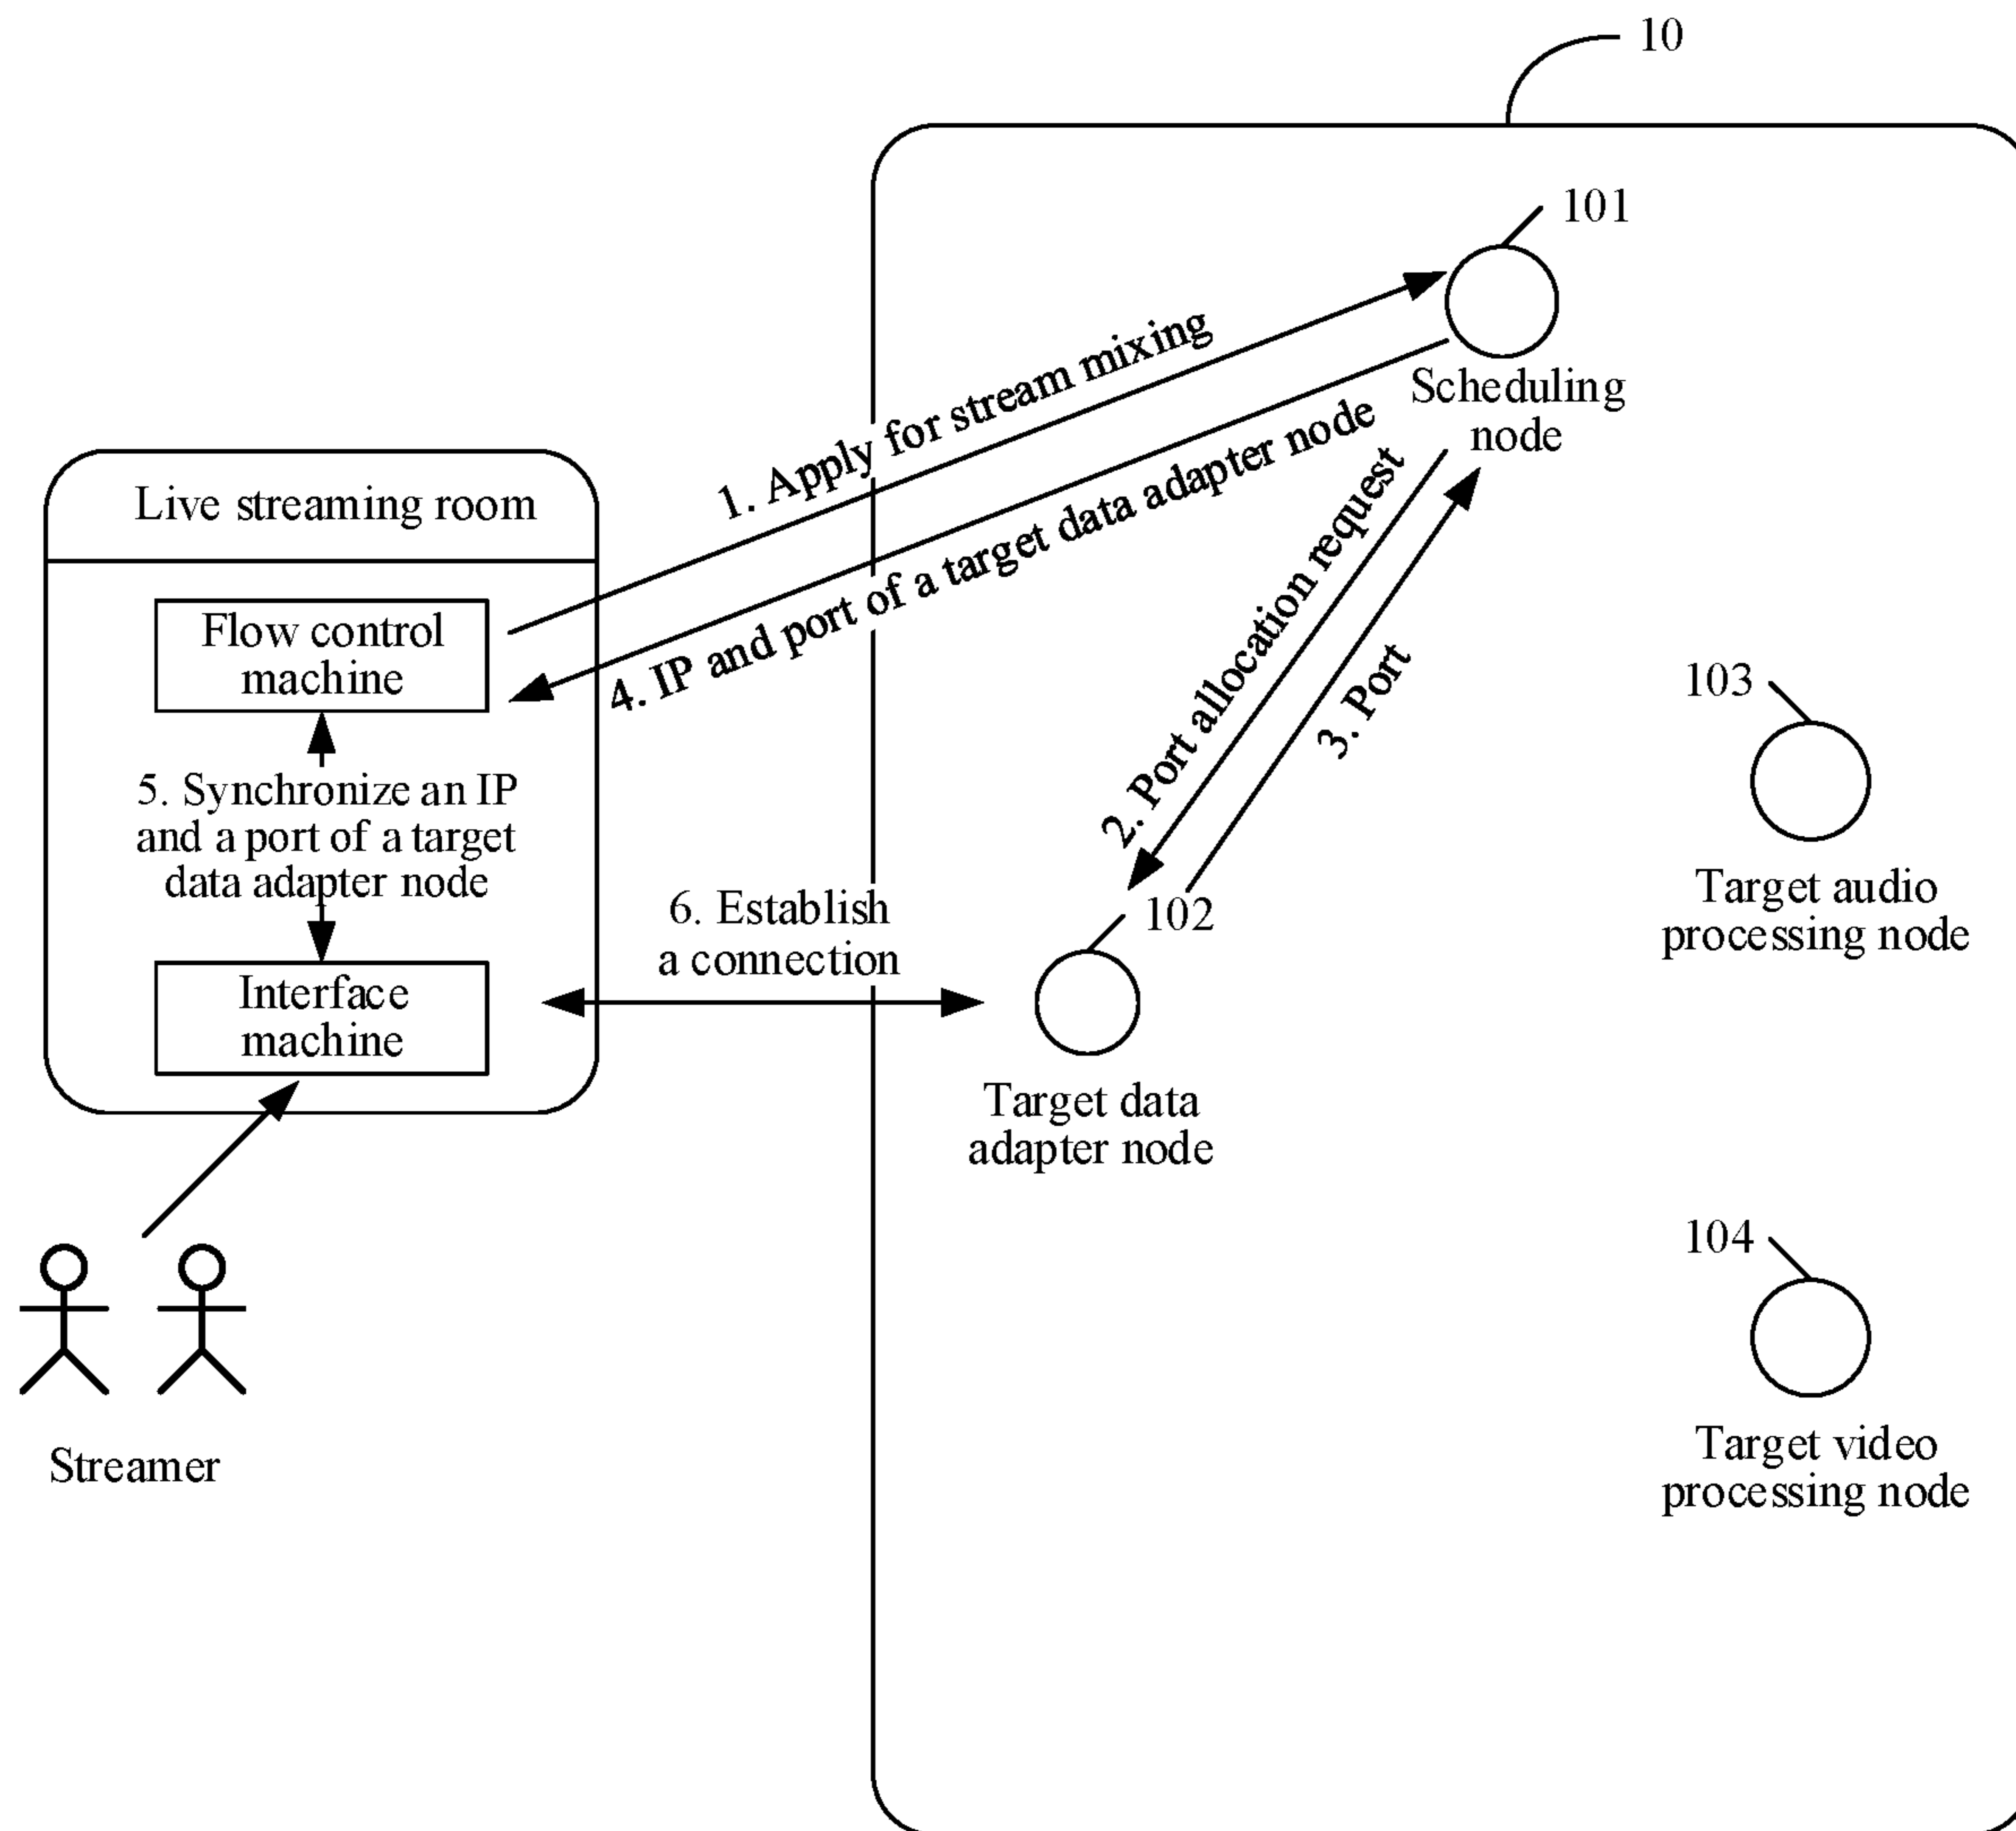 10
101
Scheduling
node
1. Apply for stream mixing
4. IP and port of a target data adapter node
2. Port allocation request
3. Port
Live streaming room
Flow control
machine
5. Synchronize an IP
and a port of a target
data adapter node
Interface
machine
6. Establish
a connection
102
Target data
adapter node
103
Target audio
processing node
104
Target video
processing node
Streamer